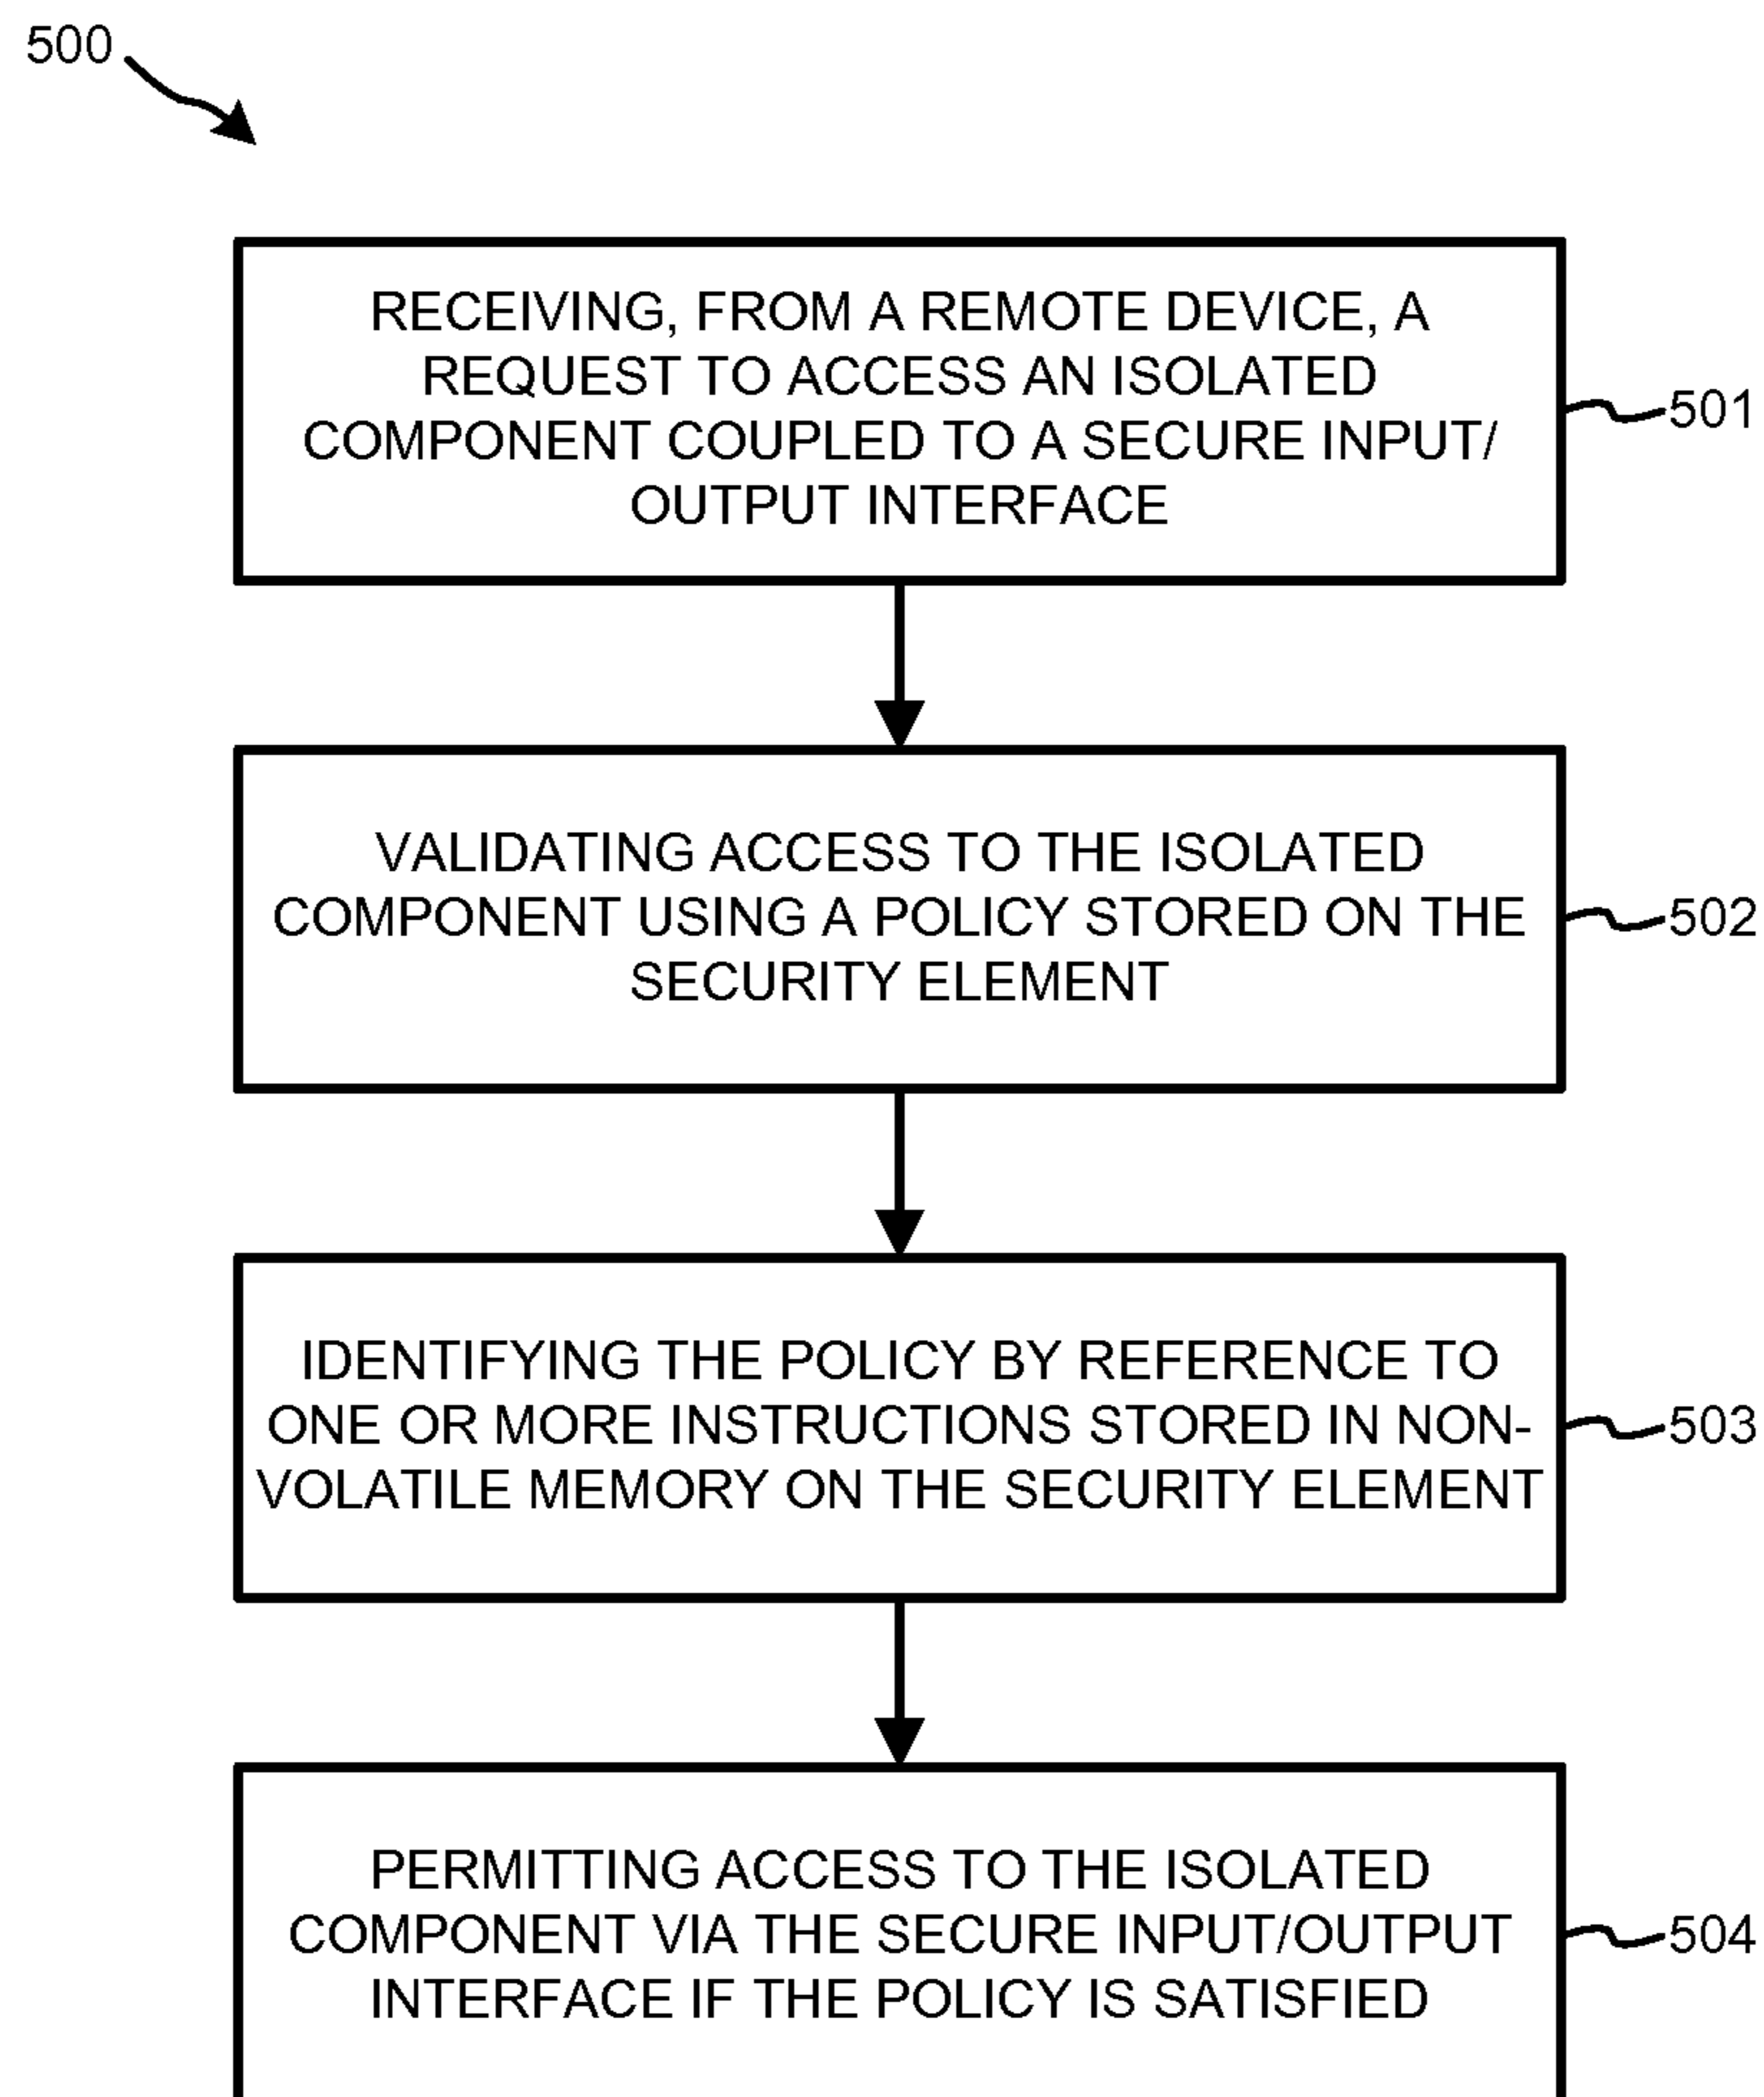 500
RECEIVING, FROM A REMOTE DEVICE, A
REQUEST TO ACCESS AN ISOLATED
COMPONENT COUPLED TO A SECURE INPUT/
OUTPUT INTERFACE
501
VALIDATING ACCESS TO THE ISOLATED
COMPONENT USING A POLICY STORED ON THE
SECURITY ELEMENT
502
IDENTIFYING THE POLICY BY REFERENCE TO
ONE OR MORE INSTRUCTIONS STORED IN NON-
VOLATILE MEMORY ON THE SECURITY ELEMENT
503
PERMITTING ACCESS TO THE ISOLATED
COMPONENT VIA THE SECURE INPUT/OUTPUT
INTERFACE IF THE POLICY IS SATISFIED
504